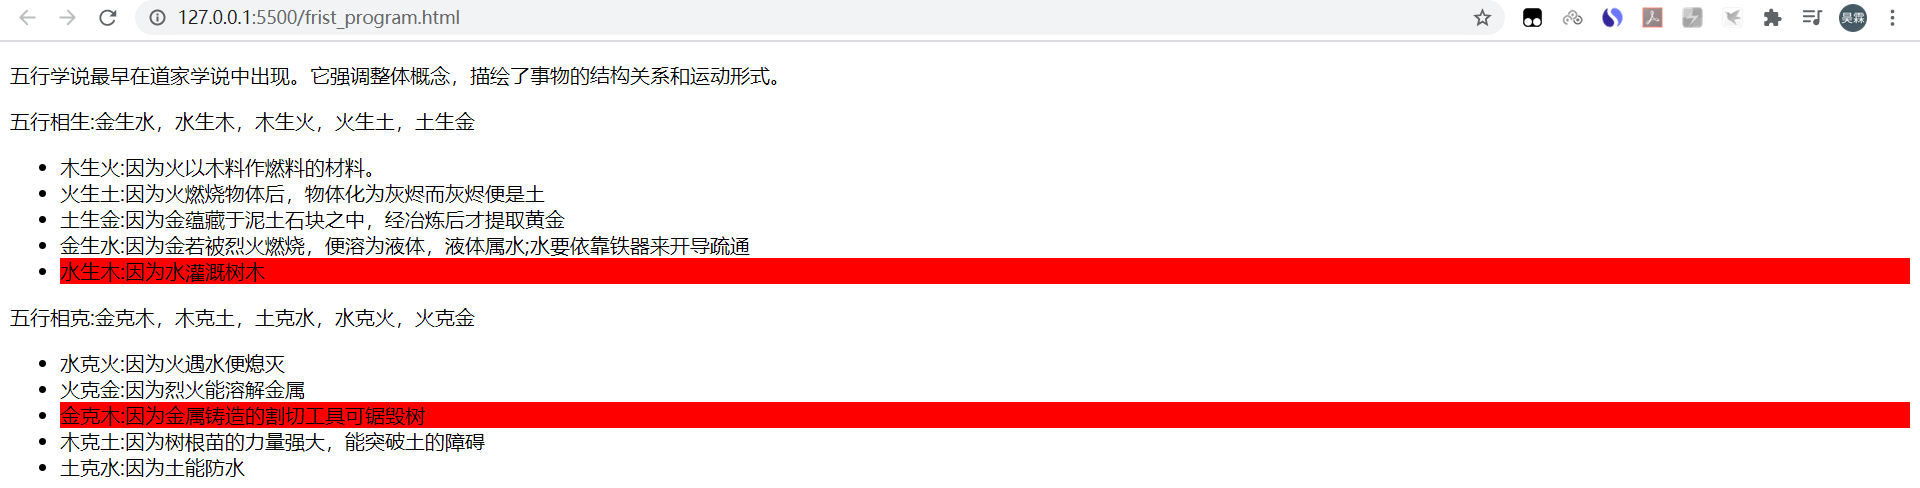 127.0.0.1:5500/frist_program.html
昊霖
五行学说最早在道家学说中出现。它强调整体概念，描绘了事物的结构关系和运动形式。
五行相生:金生水，水生木，木生火，火生土，土生金
木生火:因为火以木料作燃料的材料。
火生土:因为火燃烧物体后，物体化为灰烬而灰烬便是土
土生金:因为金蕴藏于泥土石块之中，经冶炼后才提取黄金
金生水:因为金若被烈火燃烧，便溶为液体，液体属水;水要依靠铁器来开导疏通
水生木:因为水灌溉树木
五行相克:金克木，木克土，土克水，水克火，火克金
水克火:因为火遇水便熄灭
火克金:因为烈火能溶解金属
金克木:因为金属铸造的割切工具可锯毁树
木克土:因为树根苗的力量强大，能突破土的障碍
土克水:因为土能防水